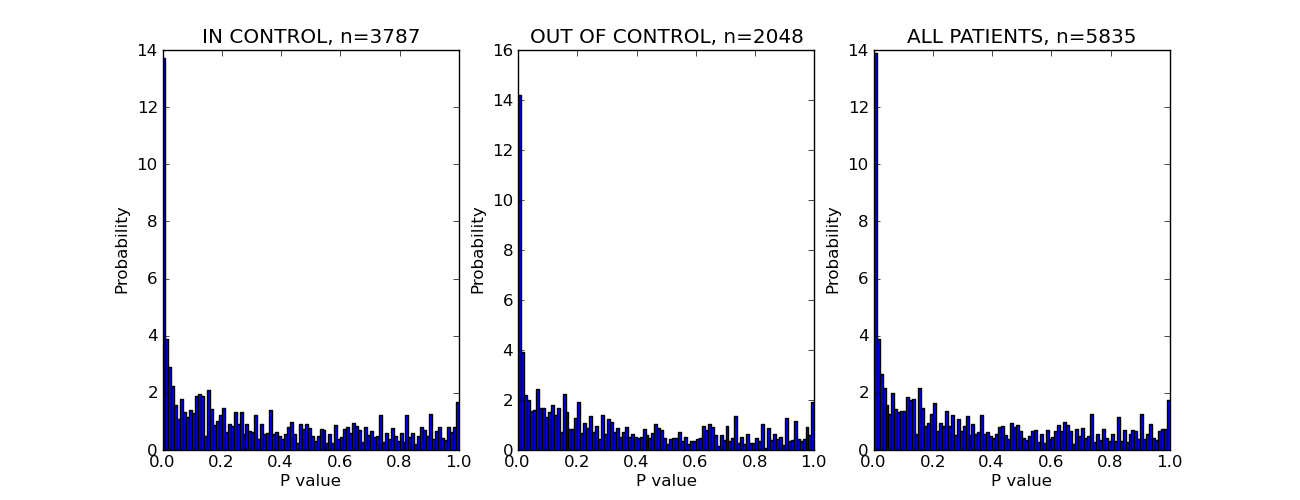 IN CONTROL, n=3787
14
12
10
8
6
4
2
0
Probability
0.0 0.2 0.4 0.6 0.8 1.0
P value
OUT OF CONTROL, n=2048
16
14
12
10
8
6
4
2
0
Probability
0.0 0.2 0.4 0.6 0.8 1.0
P value
ALL PATIENTS, n=5835
14
12
10
8
6
4
2
0
Probability
0.0 0.2 0.4 0.6 0.8 1.0
P value